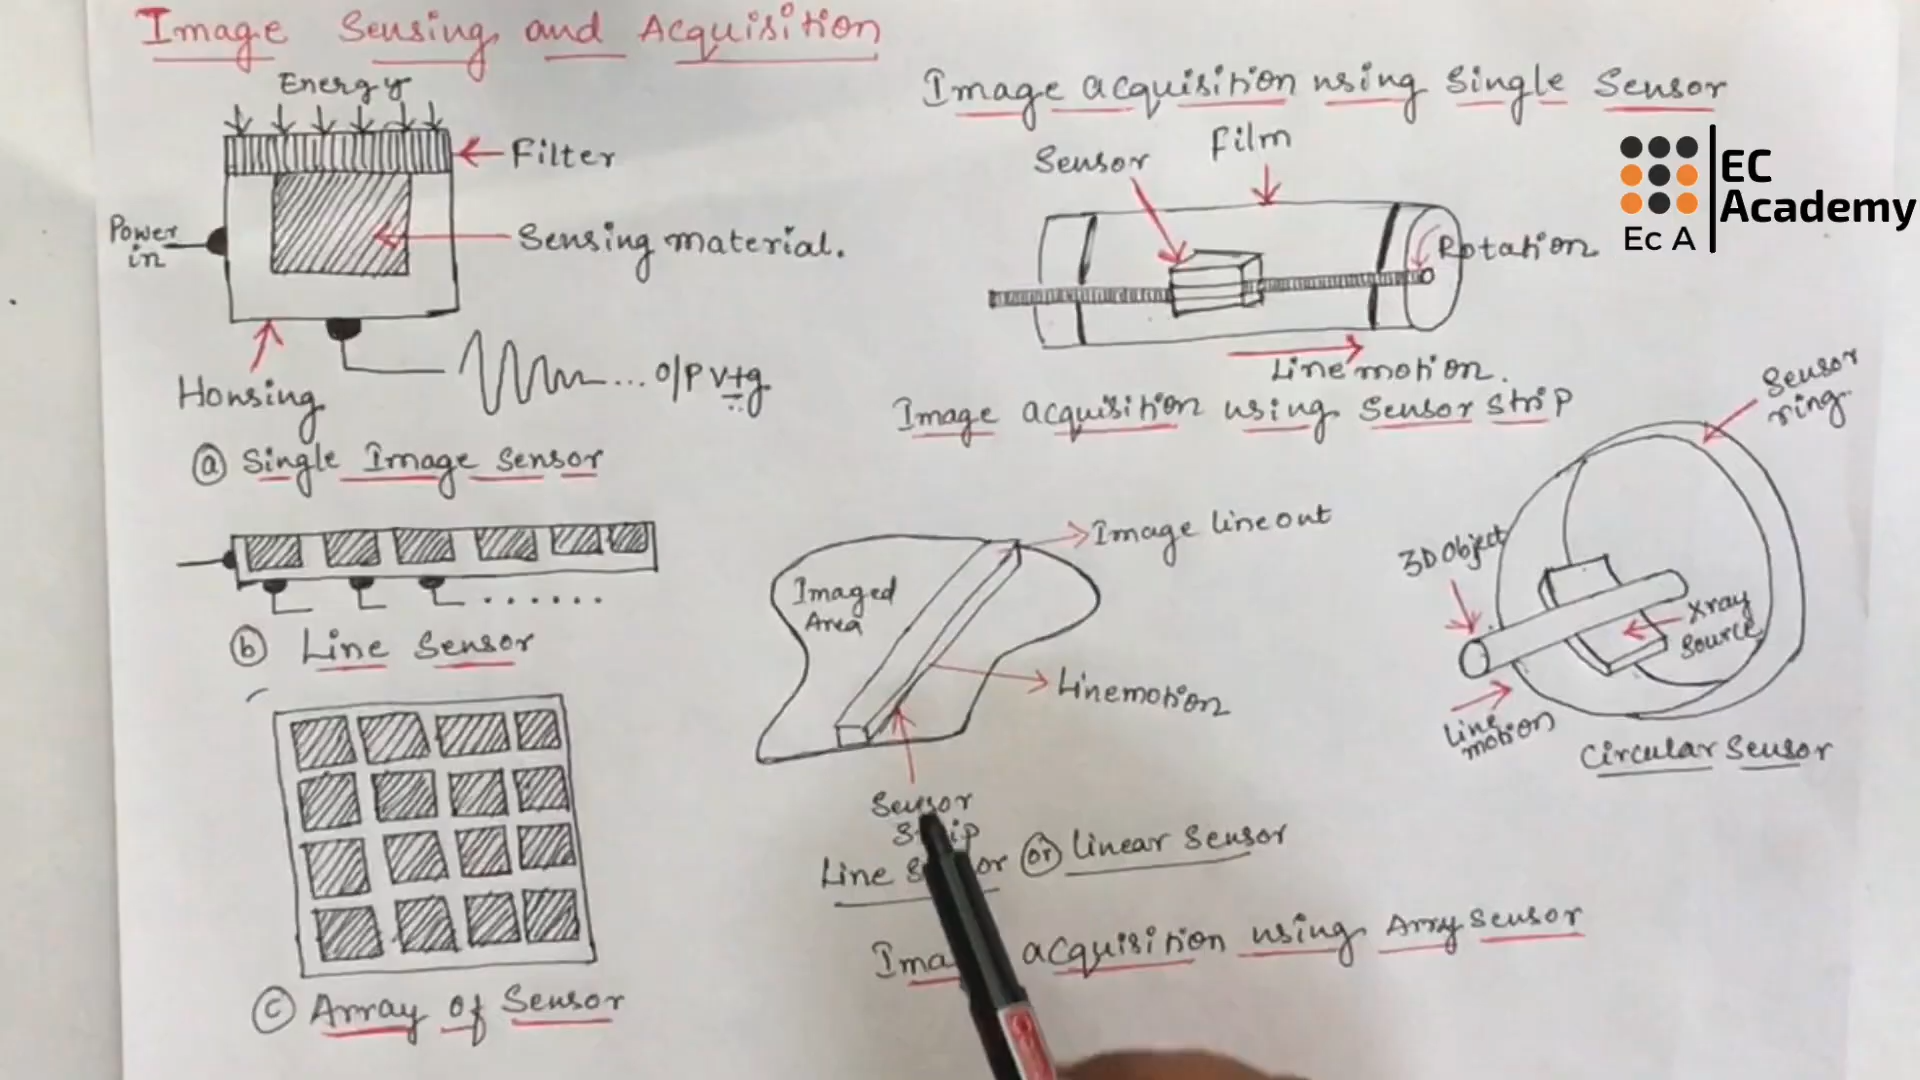 Image Sensing and Acquisition
Energy
Filter
Power
in
Sensing material.
Housing
... o/p vtg
(a) Single Image Sensor
(b) Line Sensor
(c) Array of Sensor
Image acquisition using Single Sensor
Film
Sensor
Rotation
Line motion.
EC
Academy
Ec A
Image acquisition using Sensor Strip
Sensor
ring
Image line out
Imaged
Area
Linemotion
Sensor
Strip
Line Sensor (or) linear Sensor
3D Object
Xray
Source
Line
motion
Circular Sensor
Image acquisition using Array Sensor